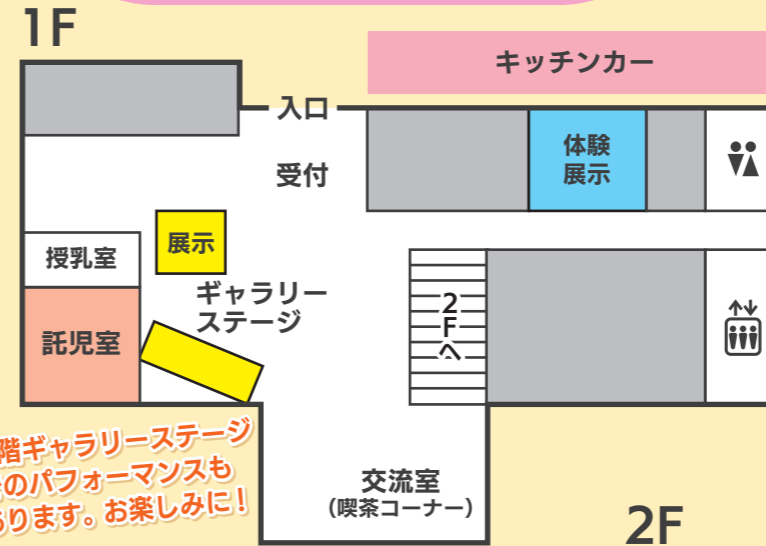 1F
キッチンカー
入口
受付
体験
展示
授乳室
展示
ギャラリー
ステージ
託児室
2Fへ
階ギャラリーステージ
のパフォーマンスも
ります。お楽しみに！
交流室
（喫茶コーナー）
2F